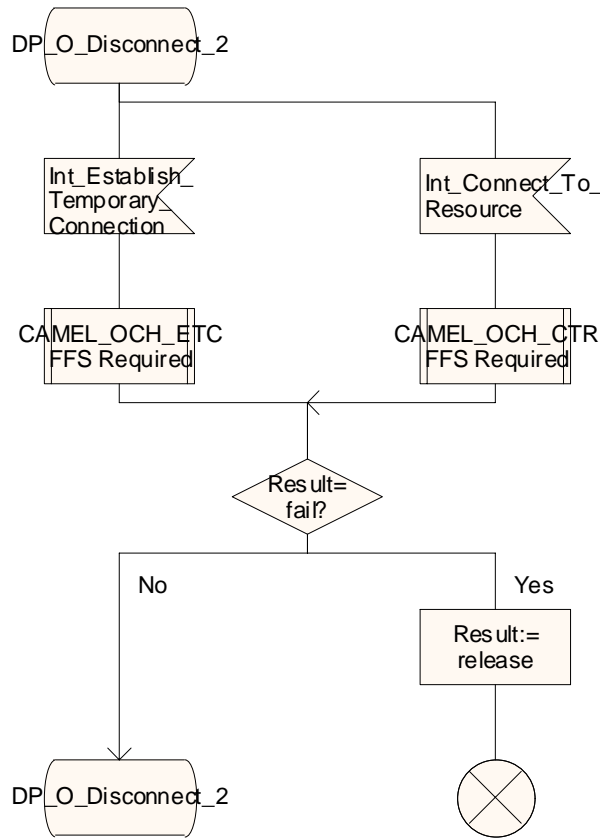 DP_O_Disconnect_2
Int_Establish_
Temporary_
Connection
Int_Connect_To_
Resource
CAMEL_OCH_ETC
FFS Required
CAMEL_OCH_CTR
FFS Required
Result=
fail?
No
Yes
Result:=
release
DP_O_Disconnect_2